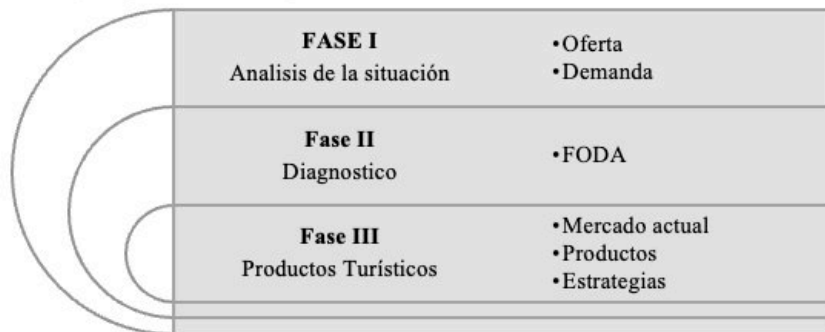 FASE I
Analisis de la situación
•Oferta
•Demanda
Fase II
Diagnostico
•FODA
Fase III
Productos Turísticos
•Mercado actual
•Productos
•Estrategias